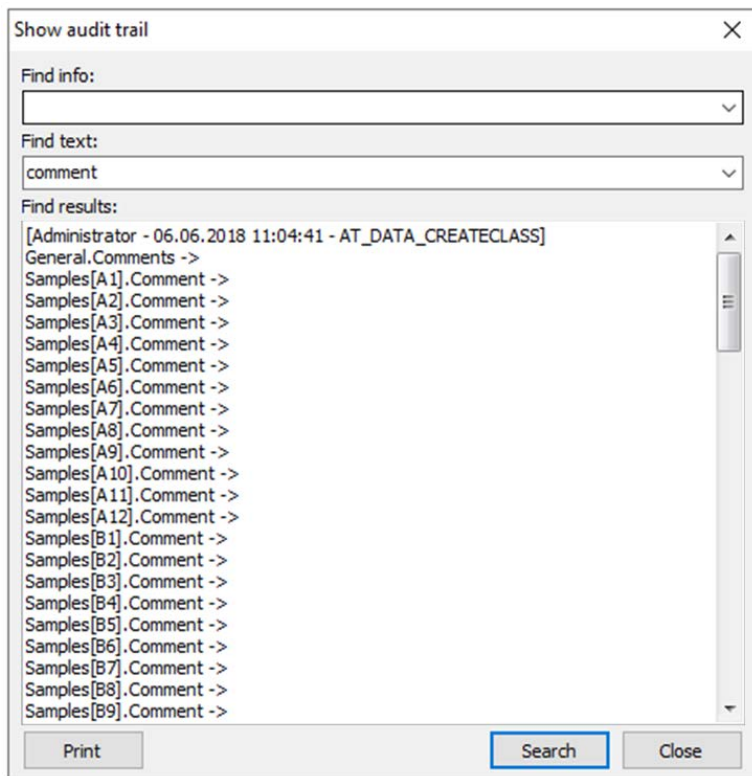 Show audit trail
Find info:
Find text:
comment
Find results:
[Administrator - 06.06.2018 11:04:41 - AT_DATA_CREATECLASS]
General.Comments ->
Samples[A1].Comment ->
Samples[A2].Comment ->
Samples[A3].Comment ->
Samples[A4].Comment ->
Samples[A5].Comment ->
Samples[A6].Comment ->
Samples[A7].Comment ->
Samples[A8].Comment ->
Samples[A9].Comment ->
Samples[A10].Comment ->
Samples[A11].Comment ->
Samples[A12].Comment ->
Samples[B1].Comment ->
Samples[B2].Comment ->
Samples[B3].Comment ->
Samples[B4].Comment ->
Samples[B5].Comment ->
Samples[B6].Comment ->
Samples[B7].Comment ->
Samples[B8].Comment ->
Samples[B9].Comment ->
Print Search Close